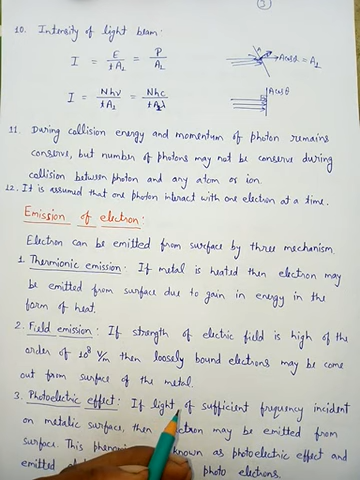 3
10. Intensity of light beam:
I = E / tA⊥ = P / A⊥
A cosθ = A⊥
I = Nhν / tA⊥ = Nhc / tA⊥λ
A cosθ
11. During collision energy and momentum of photon remains
conserve, but number of photons may not be conserve during
collision between photon and any atom or ion.
12. It is assumed that one photon interact with one electron at a time.
Emission of electron:
Electron can be emitted from surface by three mechanism.
1. Thermionic emission: If metal is heated then electron may
be emitted from surface due to gain in energy in the
form of heat.
2. Field emission: If strength of electric field is high of the
order of 10⁸ V/m then loosely bound electrons may be come
out from surface of the metal.
3. Photoelectric effect: If light of sufficient frequency incident
on metalic surface, then electron may be emitted from
surface. This known as photoelectric effect and
emitted photo electrons.